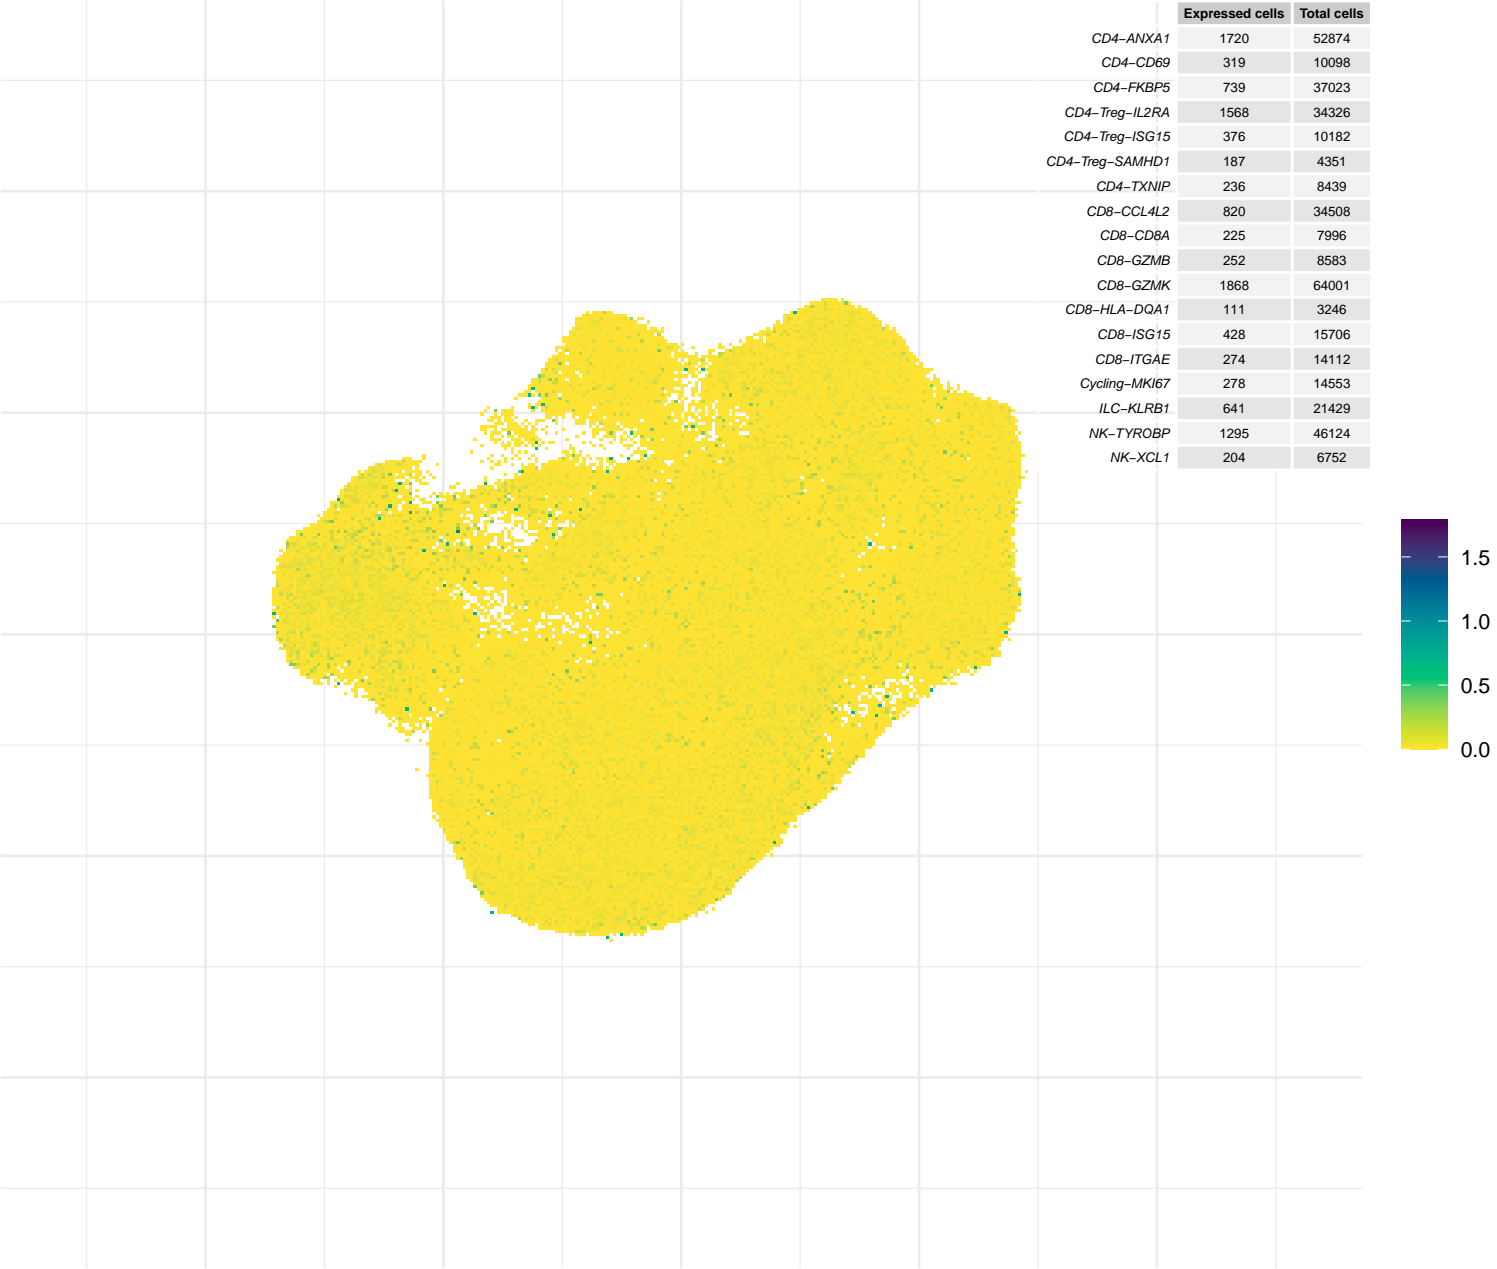 Expressed cells Total cells
CD4−ANXA1 1720 52874
CD4−CD69 319 10098
CD4−FKBP5 739 37023
CD4−Treg−IL2RA 1568 34326
CD4−Treg−ISG15 376 10182
CD4−Treg−SAMHD1 187 4351
CD4−TXNIP 236 8439
CD8−CCL4L2 820 34508
CD8−CD8A 225 7996
CD8−GZMB 252 8583
CD8−GZMK 1868 64001
CD8−HLA−DQA1 111 3246
CD8−ISG15 428 15706
CD8−ITGAE 274 14112
Cycling−MKI67 278 14553
ILC−KLRB1 641 21429
NK−TYROBP 1295 46124
NK−XCL1 204 6752
1.5
1.0
0.5
0.0